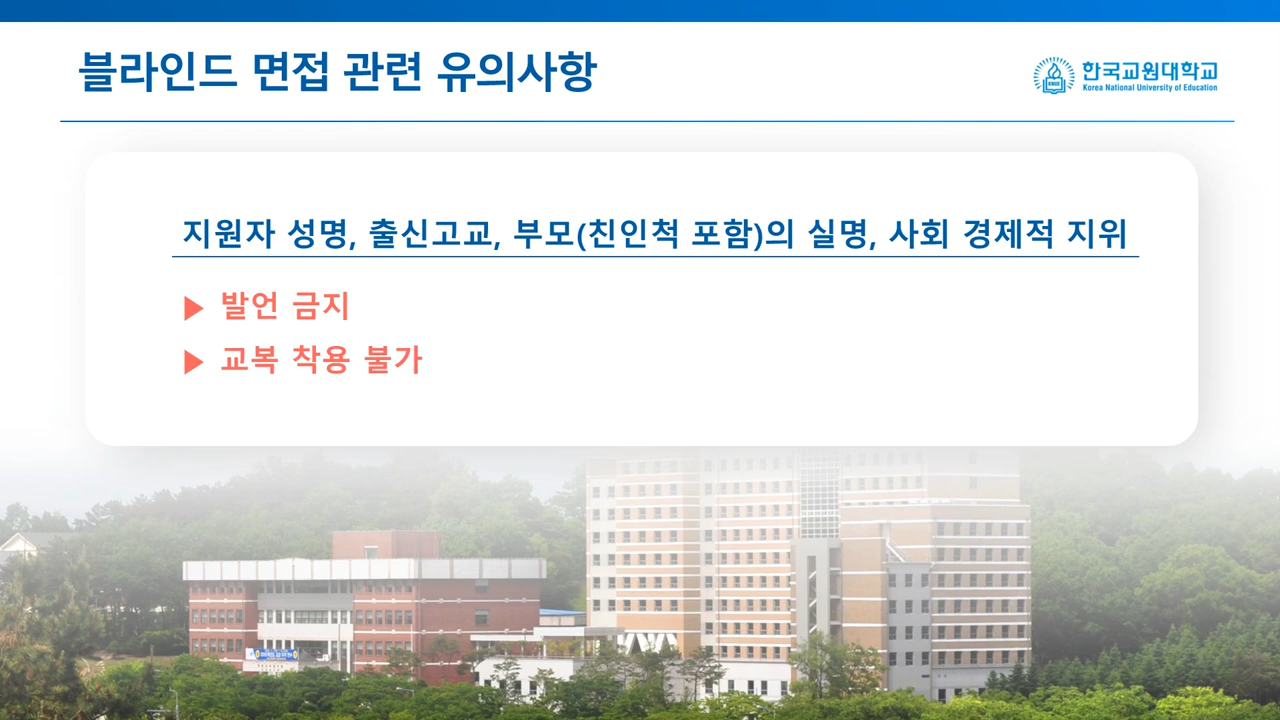 블라인드 면접 관련 유의사항
한국교원대학교
Korea National University of Education
지원자 성명, 출신고교, 부모(친인척 포함)의 실명, 사회 경제적 지위
▶ 발언 금지
▶ 교복 착용 불가